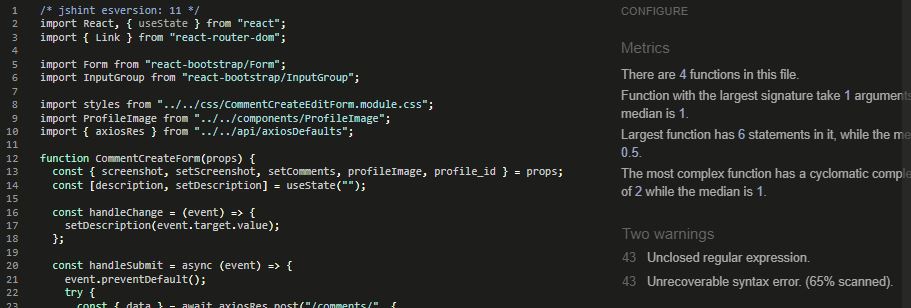 1 /* jshint esversion: 11 */
2 import React, { useState } from "react";
3 import { Link } from "react-router-dom";
4
5 import Form from "react-bootstrap/Form";
6 import InputGroup from "react-bootstrap/InputGroup";
7
8 import styles from "../../css/CommentCreateEditForm.module.css";
9 import ProfileImage from "../../components/ProfileImage";
10 import { axiosRes } from "../../api/axiosDefaults";
11
12 function CommentCreateForm(props) {
13 const { screenshot, setScreenshot, setComments, profileImage, profile_id } = props;
14 const [description, setDescription] = useState("");
15
16 const handleChange = (event) => {
17 setDescription(event.target.value);
18 };
19
20 const handleSubmit = async (event) => {
21 event.preventDefault();
22 try {
23 const { data } = await axiosRes.post("/comments/", {
CONFIGURE
Metrics
There are 4 functions in this file.
Function with the largest signature take 1 arguments
median is 1.
Largest function has 6 statements in it, while the me
0.5.
The most complex function has a cyclomatic comple
of 2 while the median is 1.
Two warnings
43 Unclosed regular expression.
43 Unrecoverable syntax error. (65% scanned).